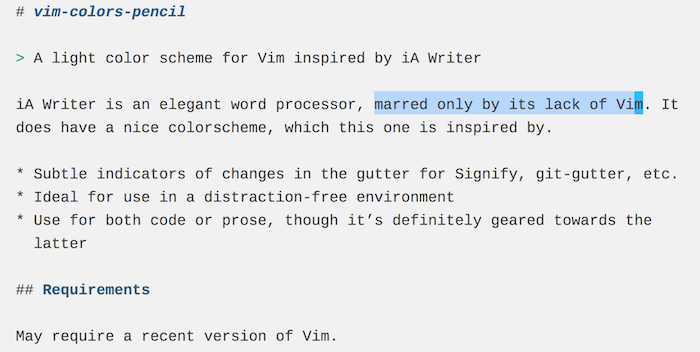 # vim-colors-pencil
> A light color scheme for Vim inspired by iA Writer
iA Writer is an elegant word processor, marred only by its lack of Vim. It
does have a nice colorscheme, which this one is inspired by.
* Subtle indicators of changes in the gutter for Signify, git-gutter, etc.
* Ideal for use in a distraction-free environment
* Use for both code or prose, though it’s definitely geared towards the
latter
## Requirements
May require a recent version of Vim.